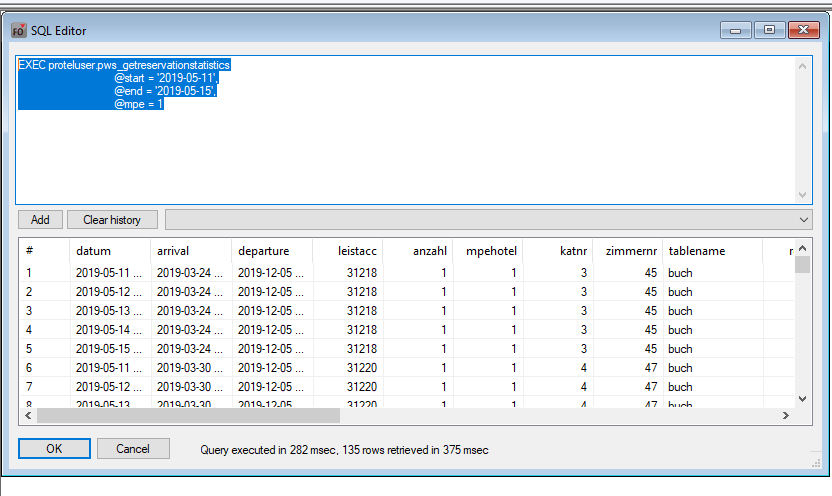 FO SQL Editor
EXEC proteluser.pws_getreservationstatistics
@start = '2019-05-11',
@end = '2019-05-15',
@mpe = 1
Add Clear history
# datum arrival departure leistacc anzahl mpehotel katnr zimmernr tablename
1 2019-05-11 ... 2019-03-24 ... 2019-12-05 ... 31218 1 1 3 45 buch
2 2019-05-12 ... 2019-03-24 ... 2019-12-05 ... 31218 1 1 3 45 buch
3 2019-05-13 ... 2019-03-24 ... 2019-12-05 ... 31218 1 1 3 45 buch
4 2019-05-14 ... 2019-03-24 ... 2019-12-05 ... 31218 1 1 3 45 buch
5 2019-05-15 ... 2019-03-24 ... 2019-12-05 ... 31218 1 1 3 45 buch
6 2019-05-11 ... 2019-03-30 ... 2019-12-05 ... 31220 1 1 4 47 buch
7 2019-05-12 ... 2019-03-30 ... 2019-12-05 ... 31220 1 1 4 47 buch
8 2019-05-13 ... 2019-03-30 ... 2019-12-05 ... 31220 1 1 4 47 buch
OK Cancel Query executed in 282 msec, 135 rows retrieved in 375 msec